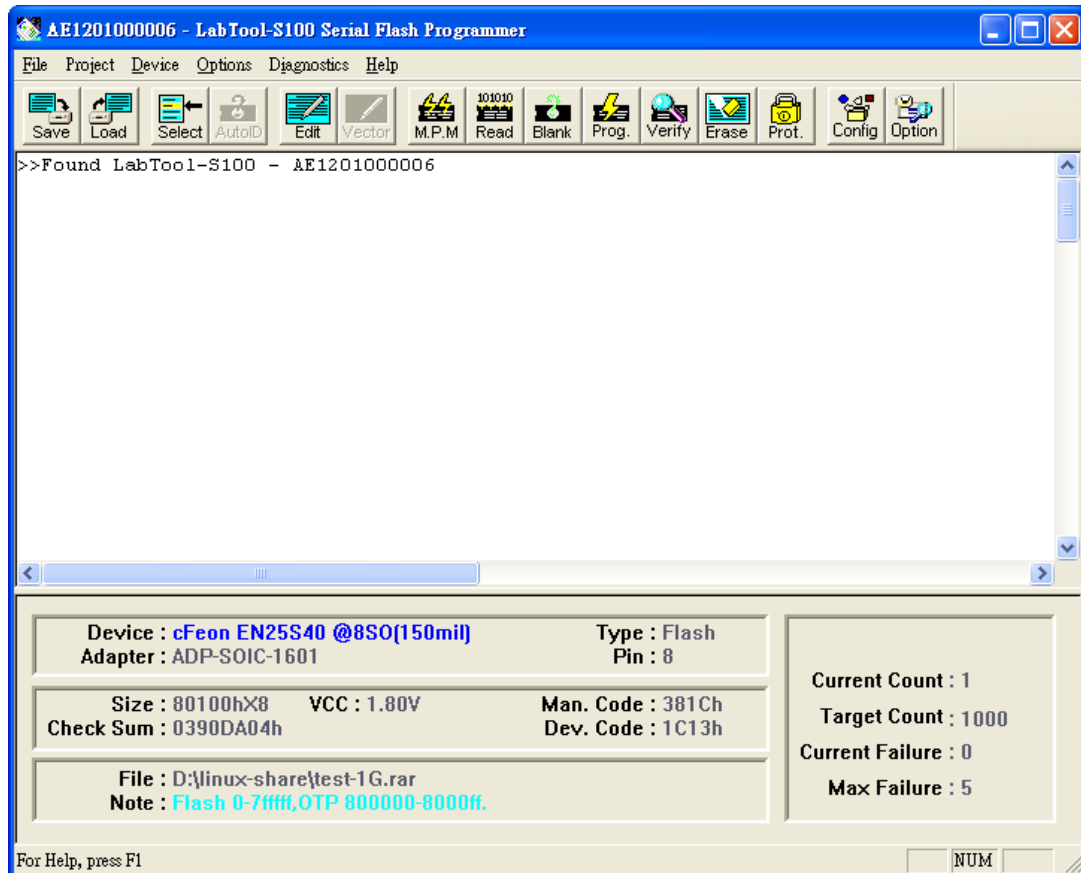 AE1201000006 - LabTool-S100 Serial Flash Programmer
File Project Device Options Diagnostics Help
101010
Save Load Select AutoID Edit Vector M.P.M Read Blank Prog. Verify Erase Prot. Config Option
>>Found LabTool-S100 - AE1201000006
Device : cFeon EN25S40 @8SO(150mil) Type : Flash
Adapter : ADP-SOIC-1601 Pin : 8
Size : 80100hX8 VCC : 1.80V Man. Code : 381Ch
Check Sum : 0390DA04h Dev. Code : 1C13h
File : D:\linux-share\test-1G.rar
Note : Flash 0-7ffff,OTP 800000-8000ff.
Current Count : 1
Target Count : 1000
Current Failure : 0
Max Failure : 5
For Help, press F1 NUM